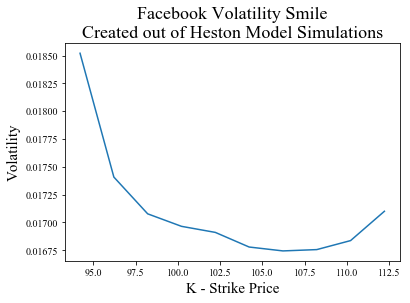 Facebook Volatility Smile
Created out of Heston Model Simulations
0.01850
0.01825
0.01800
0.01775
0.01750
0.01725
0.01700
0.01675
Volatility
95.0 97.5 100.0 102.5 105.0 107.5 110.0 112.5
K - Strike Price